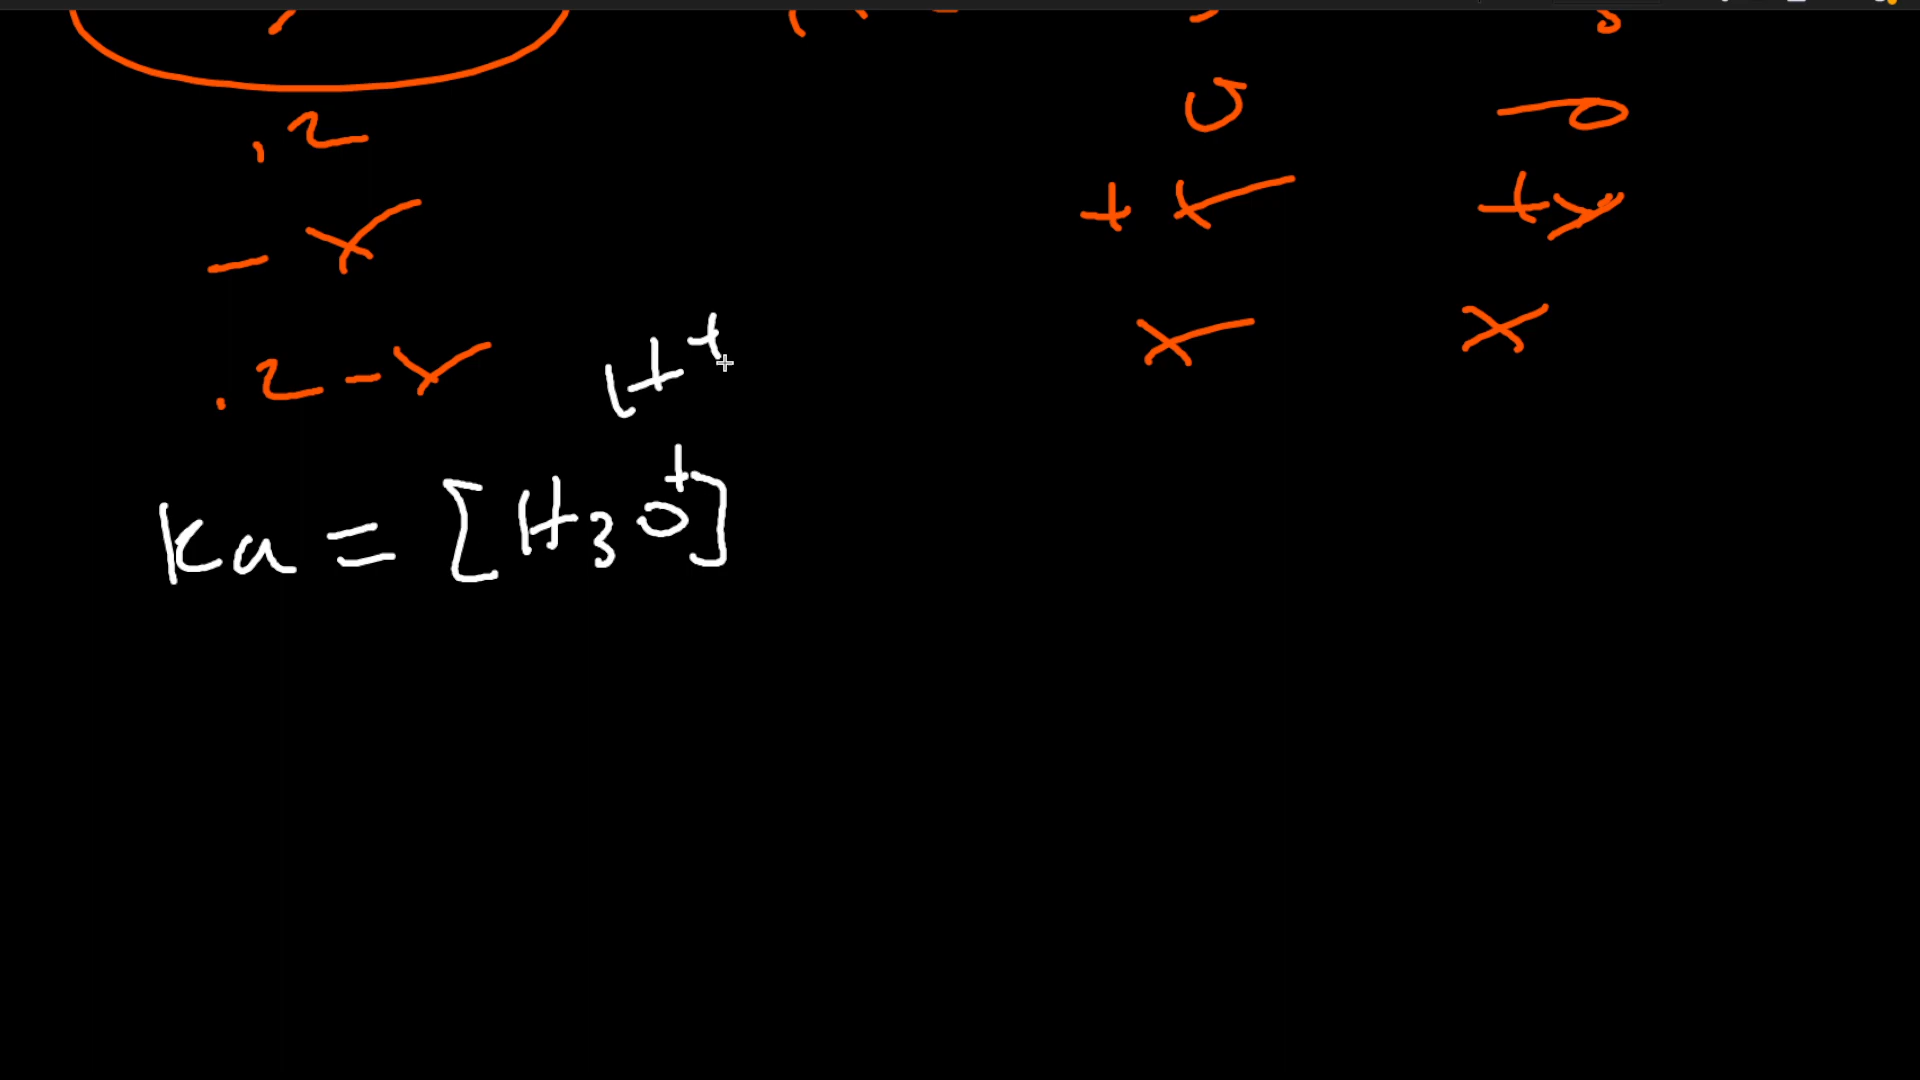 .2 0 0
- x + x + x
.2 - x x x
H+
Ka = [H3O+]